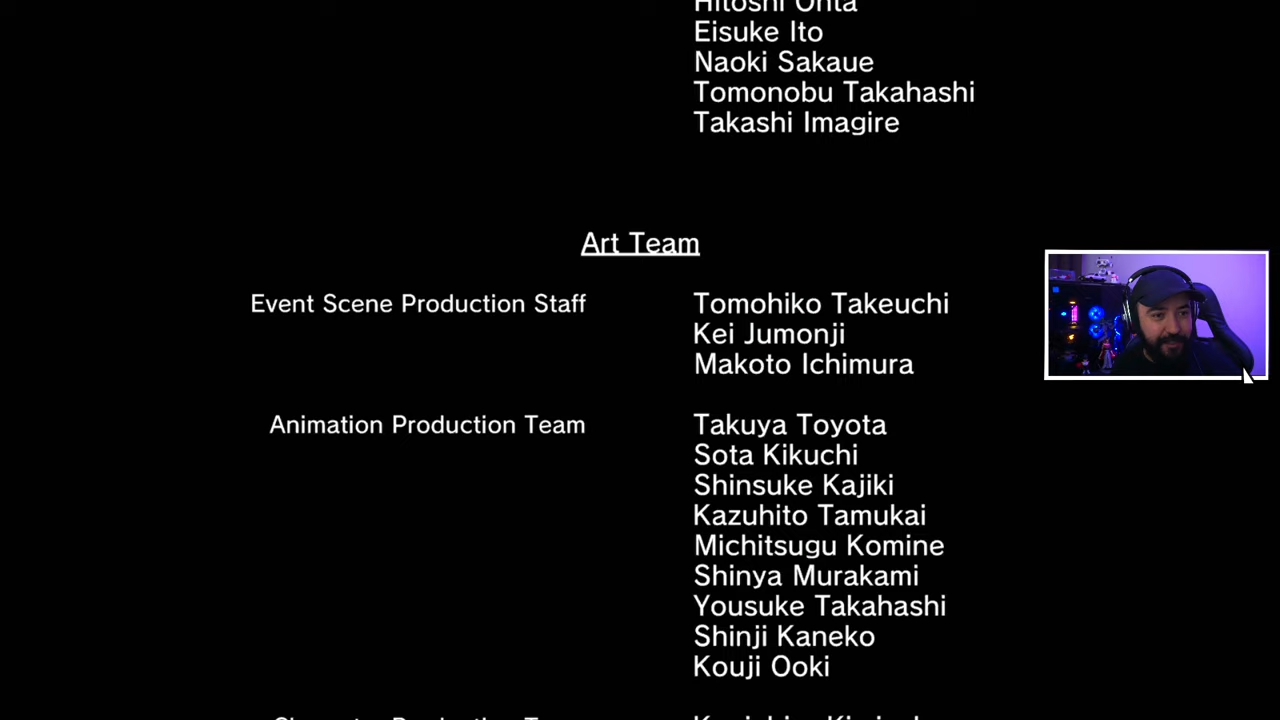 Hitoshi Ohta
Eisuke Ito
Naoki Sakaue
Tomonobu Takahashi
Takashi Imagire
Art Team
Event Scene Production Staff
Tomohiko Takeuchi
Kei Jumonji
Makoto Ichimura
Animation Production Team
Takuya Toyota
Sota Kikuchi
Shinsuke Kajiki
Kazuhito Tamukai
Michitsugu Komine
Shinya Murakami
Yousuke Takahashi
Shinji Kaneko
Kouji Ooki